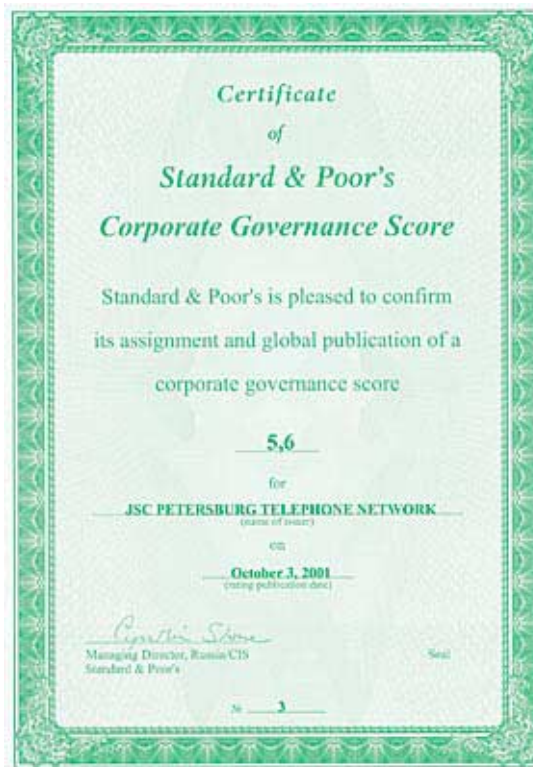 Certificate
of
Standard & Poor's
Corporate Governance Score
Standard & Poor's is pleased to confirm
its assignment and global publication of a
corporate governance score
5,6
for
JSC PETERSBURG TELEPHONE NETWORK
(name of issuer)
on
October 3, 2001
(rating publication date)
Managing Director, Russia/CIS
Seal
Standard & Poor's
№ 3